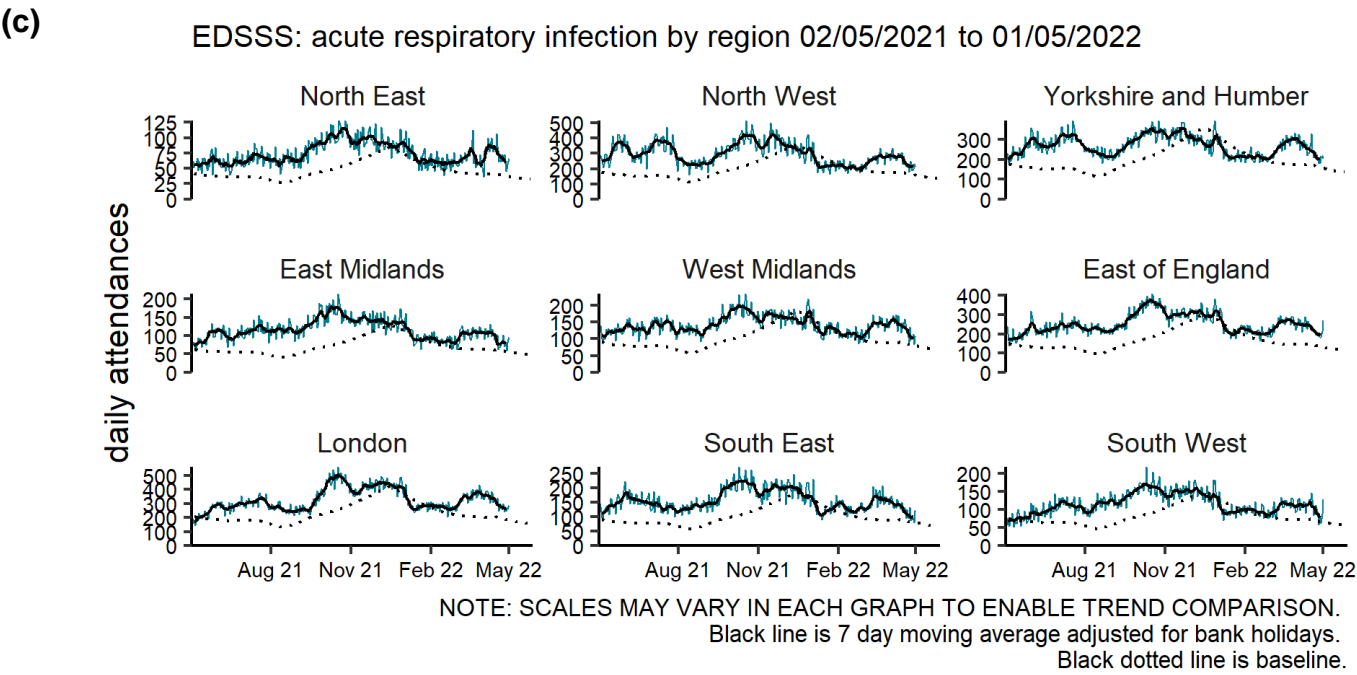 (c)
EDSSS: acute respiratory infection by region 02/05/2021 to 01/05/2022
daily attendances
North East
125
100
75
50
25
0
North West
500
400
300
200
100
0
Yorkshire and Humber
300
200
100
0
East Midlands
200
150
100
50
0
West Midlands
200
150
100
50
0
East of England
400
300
200
100
0
London
500
400
300
200
100
0
Aug 21 Nov 21 Feb 22 May 22
South East
250
200
150
100
50
0
Aug 21 Nov 21 Feb 22 May 22
South West
200
150
100
50
0
Aug 21 Nov 21 Feb 22 May 22
NOTE: SCALES MAY VARY IN EACH GRAPH TO ENABLE TREND COMPARISON.
Black line is 7 day moving average adjusted for bank holidays.
Black dotted line is baseline.